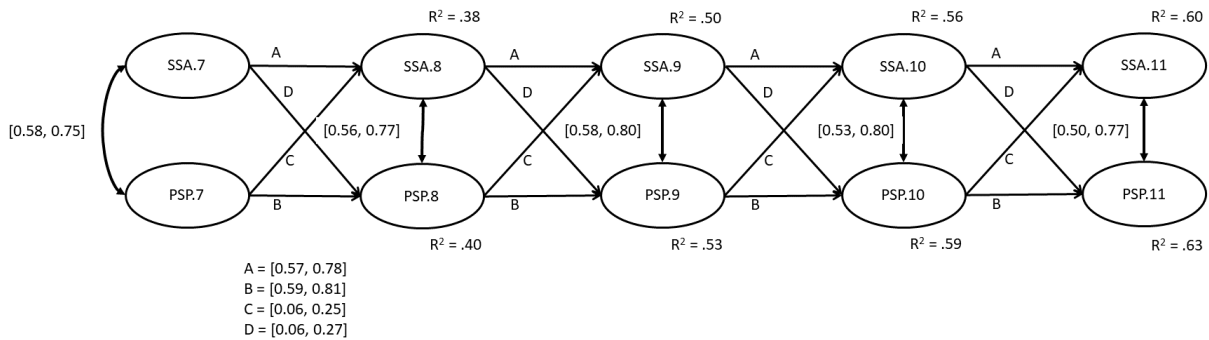 R² = .38
R² = .50
R² = .56
R² = .60
SSA.7
A
SSA.8
A
SSA.9
A
SSA.10
A
SSA.11
D
D
D
D
[0.58, 0.75]
[0.56, 0.77]
[0.58, 0.80]
[0.53, 0.80]
[0.50, 0.77]
C
C
C
C
PSP.7
B
PSP.8
B
PSP.9
B
PSP.10
B
PSP.11
R² = .40
R² = .53
R² = .59
R² = .63
A = [0.57, 0.78]
B = [0.59, 0.81]
C = [0.06, 0.25]
D = [0.06, 0.27]